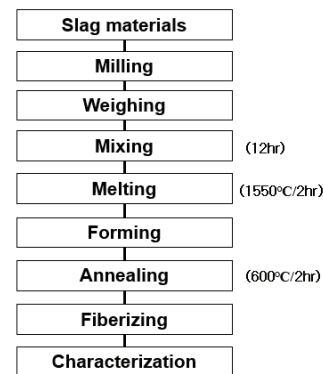 Slag materials
Milling
Weighing
Mixing (12hr)
Melting (1550℃/2hr)
Forming
Annealing (600℃/2hr)
Fiberizing
Characterization